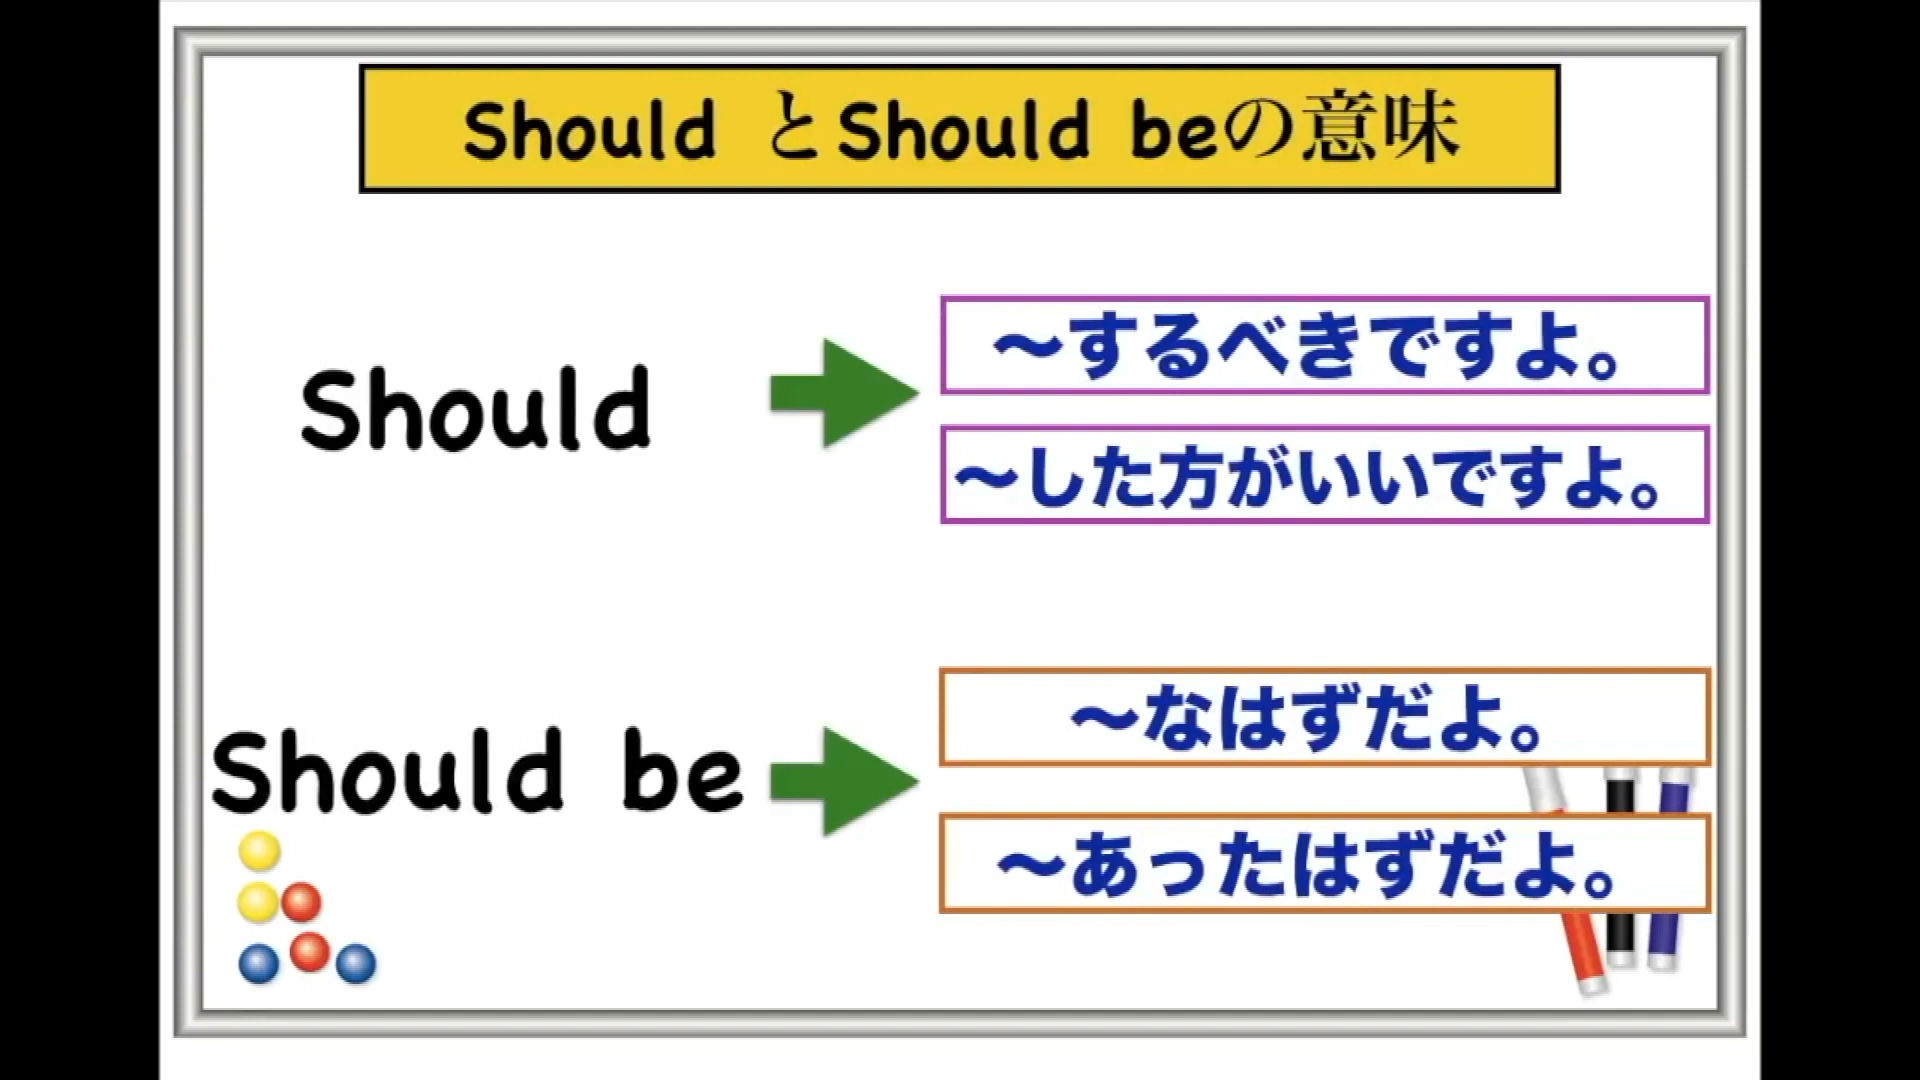 Should とShould beの意味
Should
～するべきですよ。
～した方がいいですよ。
Should be
～なはずだよ。
～あったはずだよ。